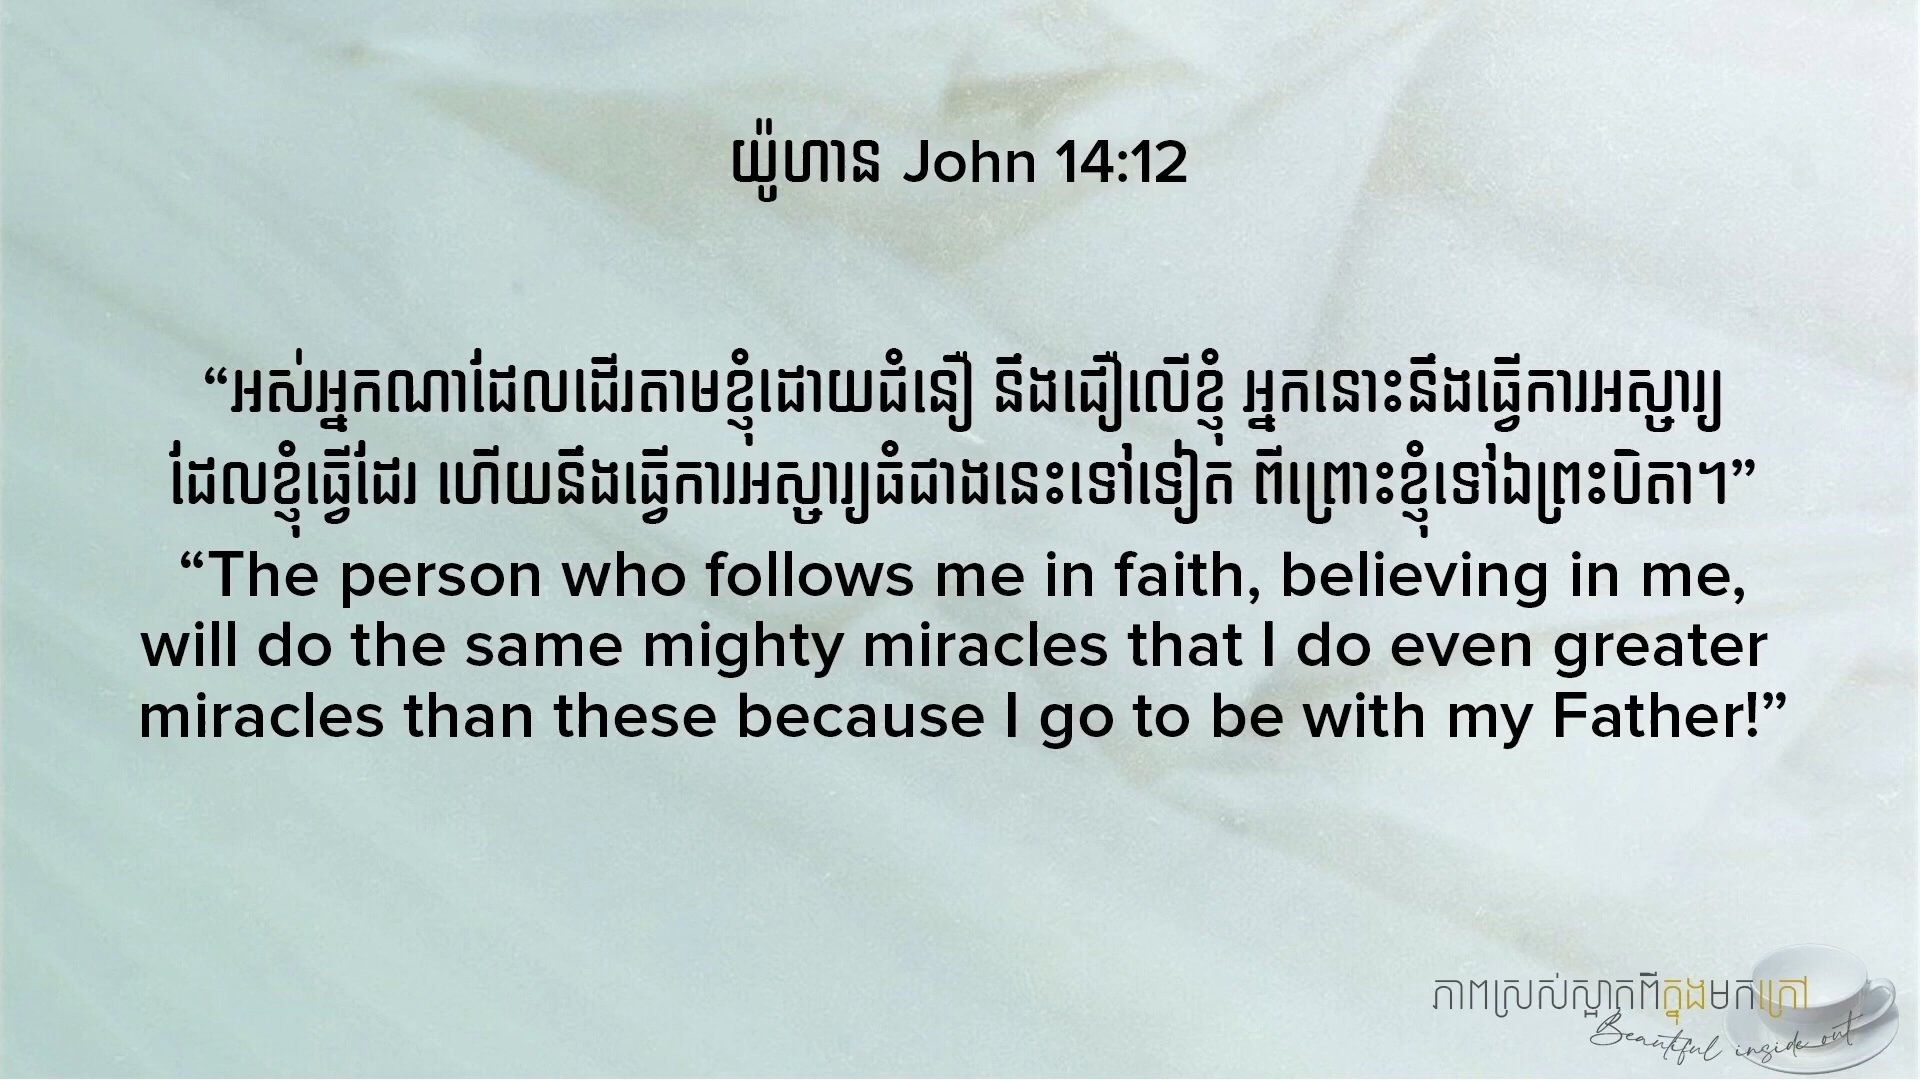 យ៉ូហាន John 14:12
“អស់អ្នកណាដែលដើរតាមខ្ញុំដោយជំនឿ នឹងជឿលើខ្ញុំ អ្នកនោះនឹងធ្វើការអស្ចារ្យ
ដែលខ្ញុំធ្វើដែរ ហើយនឹងធ្វើការអស្ចារ្យធំជាងនេះទៅទៀត ពីព្រោះខ្ញុំទៅឯព្រះបិតា។”
“The person who follows me in faith, believing in me,
will do the same mighty miracles that I do even greater
miracles than these because I go to be with my Father!”
ភាពស្រស់ស្អាតពីក្នុងមកក្រៅ
Beautiful inside out